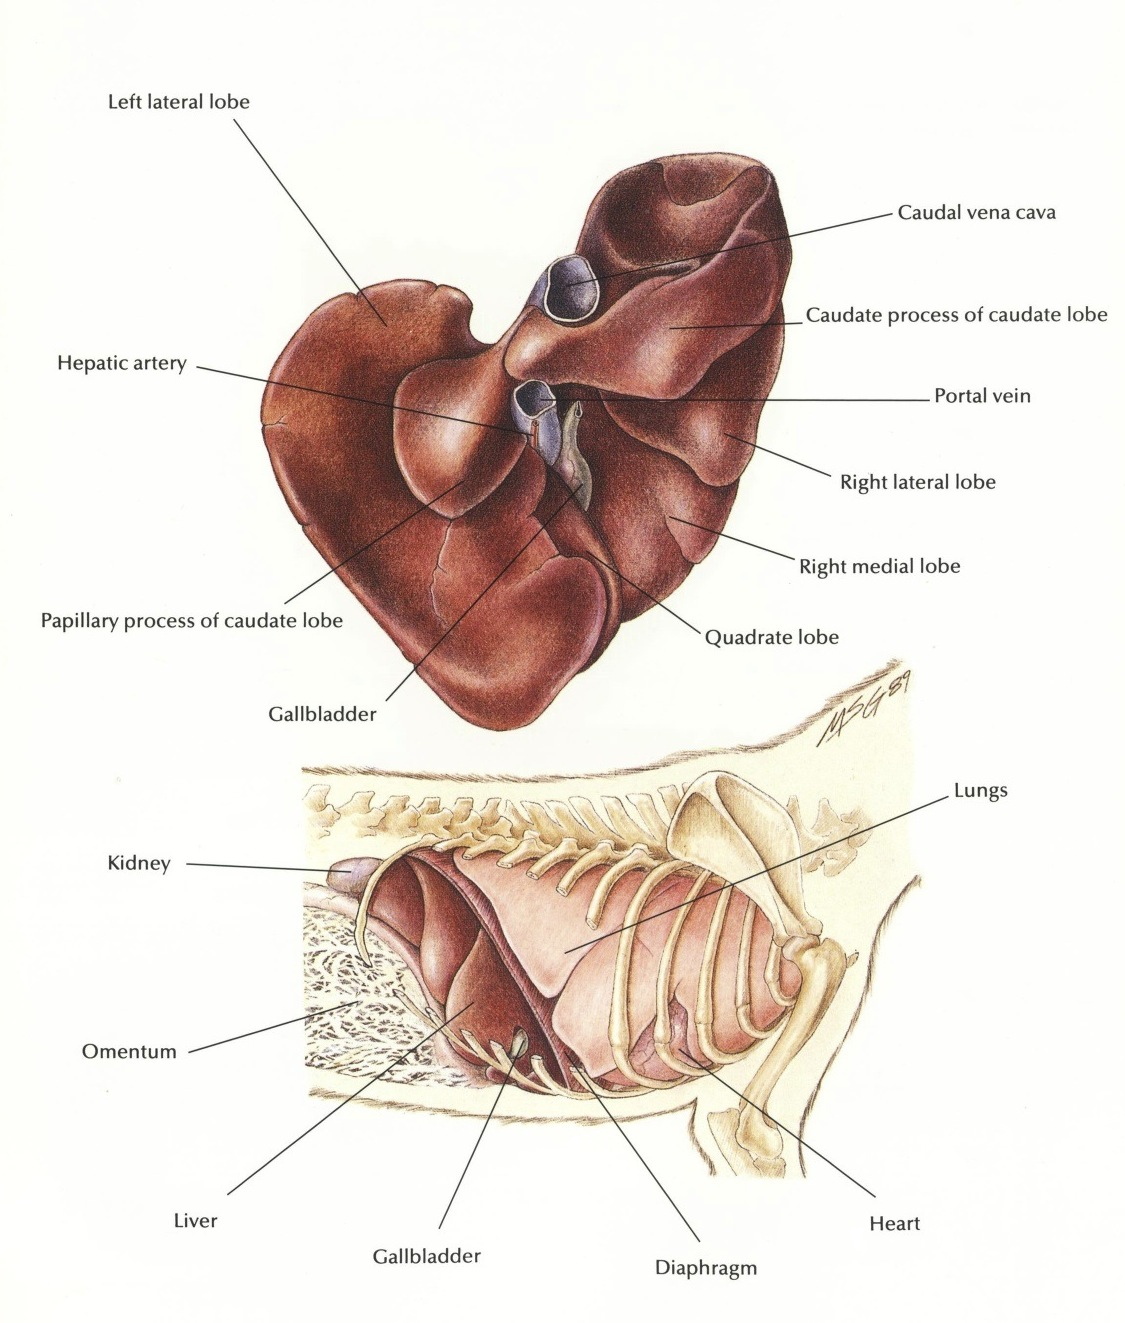 Left lateral lobe
Caudal vena cava
Caudate process of caudate lobe
Hepatic artery
Portal vein
Right lateral lobe
Right medial lobe
Papillary process of caudate lobe
Quadrate lobe
Gallbladder
MSG 89
Lungs
Kidney
Omentum
Liver
Heart
Gallbladder
Diaphragm